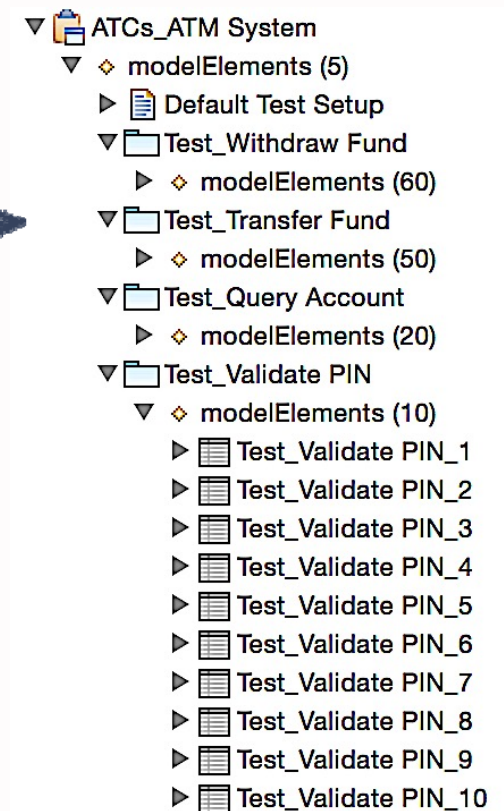 ATCs_ATM System
modelElements (5)
Default Test Setup
Test_Withdraw Fund
modelElements (60)
Test_Transfer Fund
modelElements (50)
Test_Query Account
modelElements (20)
Test_Validate PIN
modelElements (10)
Test_Validate PIN_1
Test_Validate PIN_2
Test_Validate PIN_3
Test_Validate PIN_4
Test_Validate PIN_5
Test_Validate PIN_6
Test_Validate PIN_7
Test_Validate PIN_8
Test_Validate PIN_9
Test_Validate PIN_10